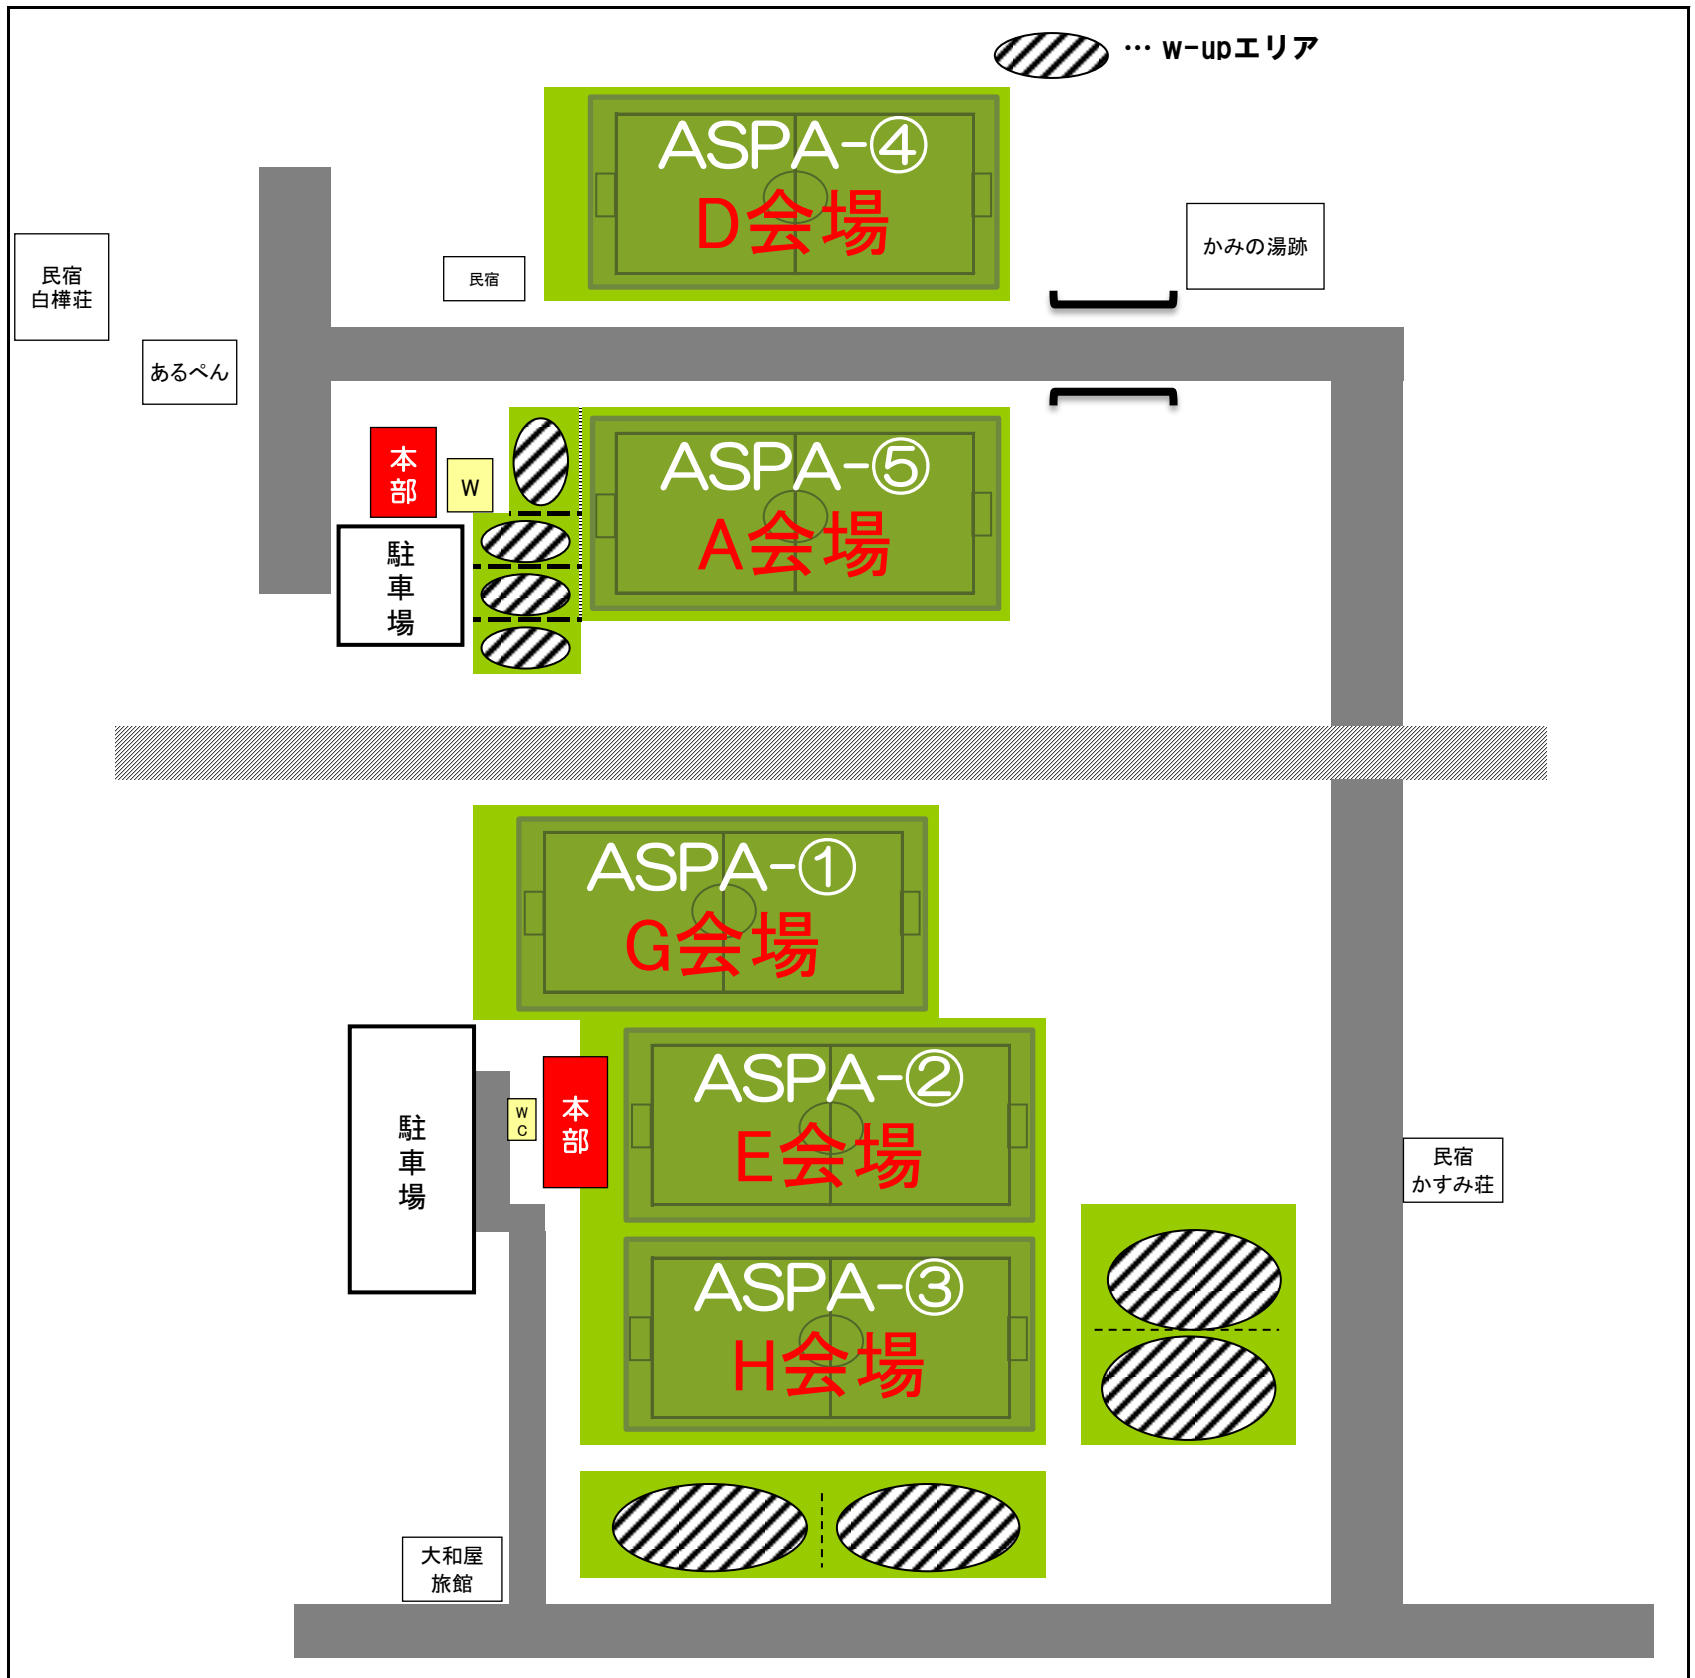 … w-upエリア
ASPA-④
D会場
かみの湯跡
民宿
白樺荘
民宿
あるぺん
本部
W
ASPA-⑤
A会場
駐車場
ASPA-①
G会場
駐車場
WC
本部
ASPA-②
E会場
民宿
かすみ荘
ASPA-③
H会場
大和屋
旅館